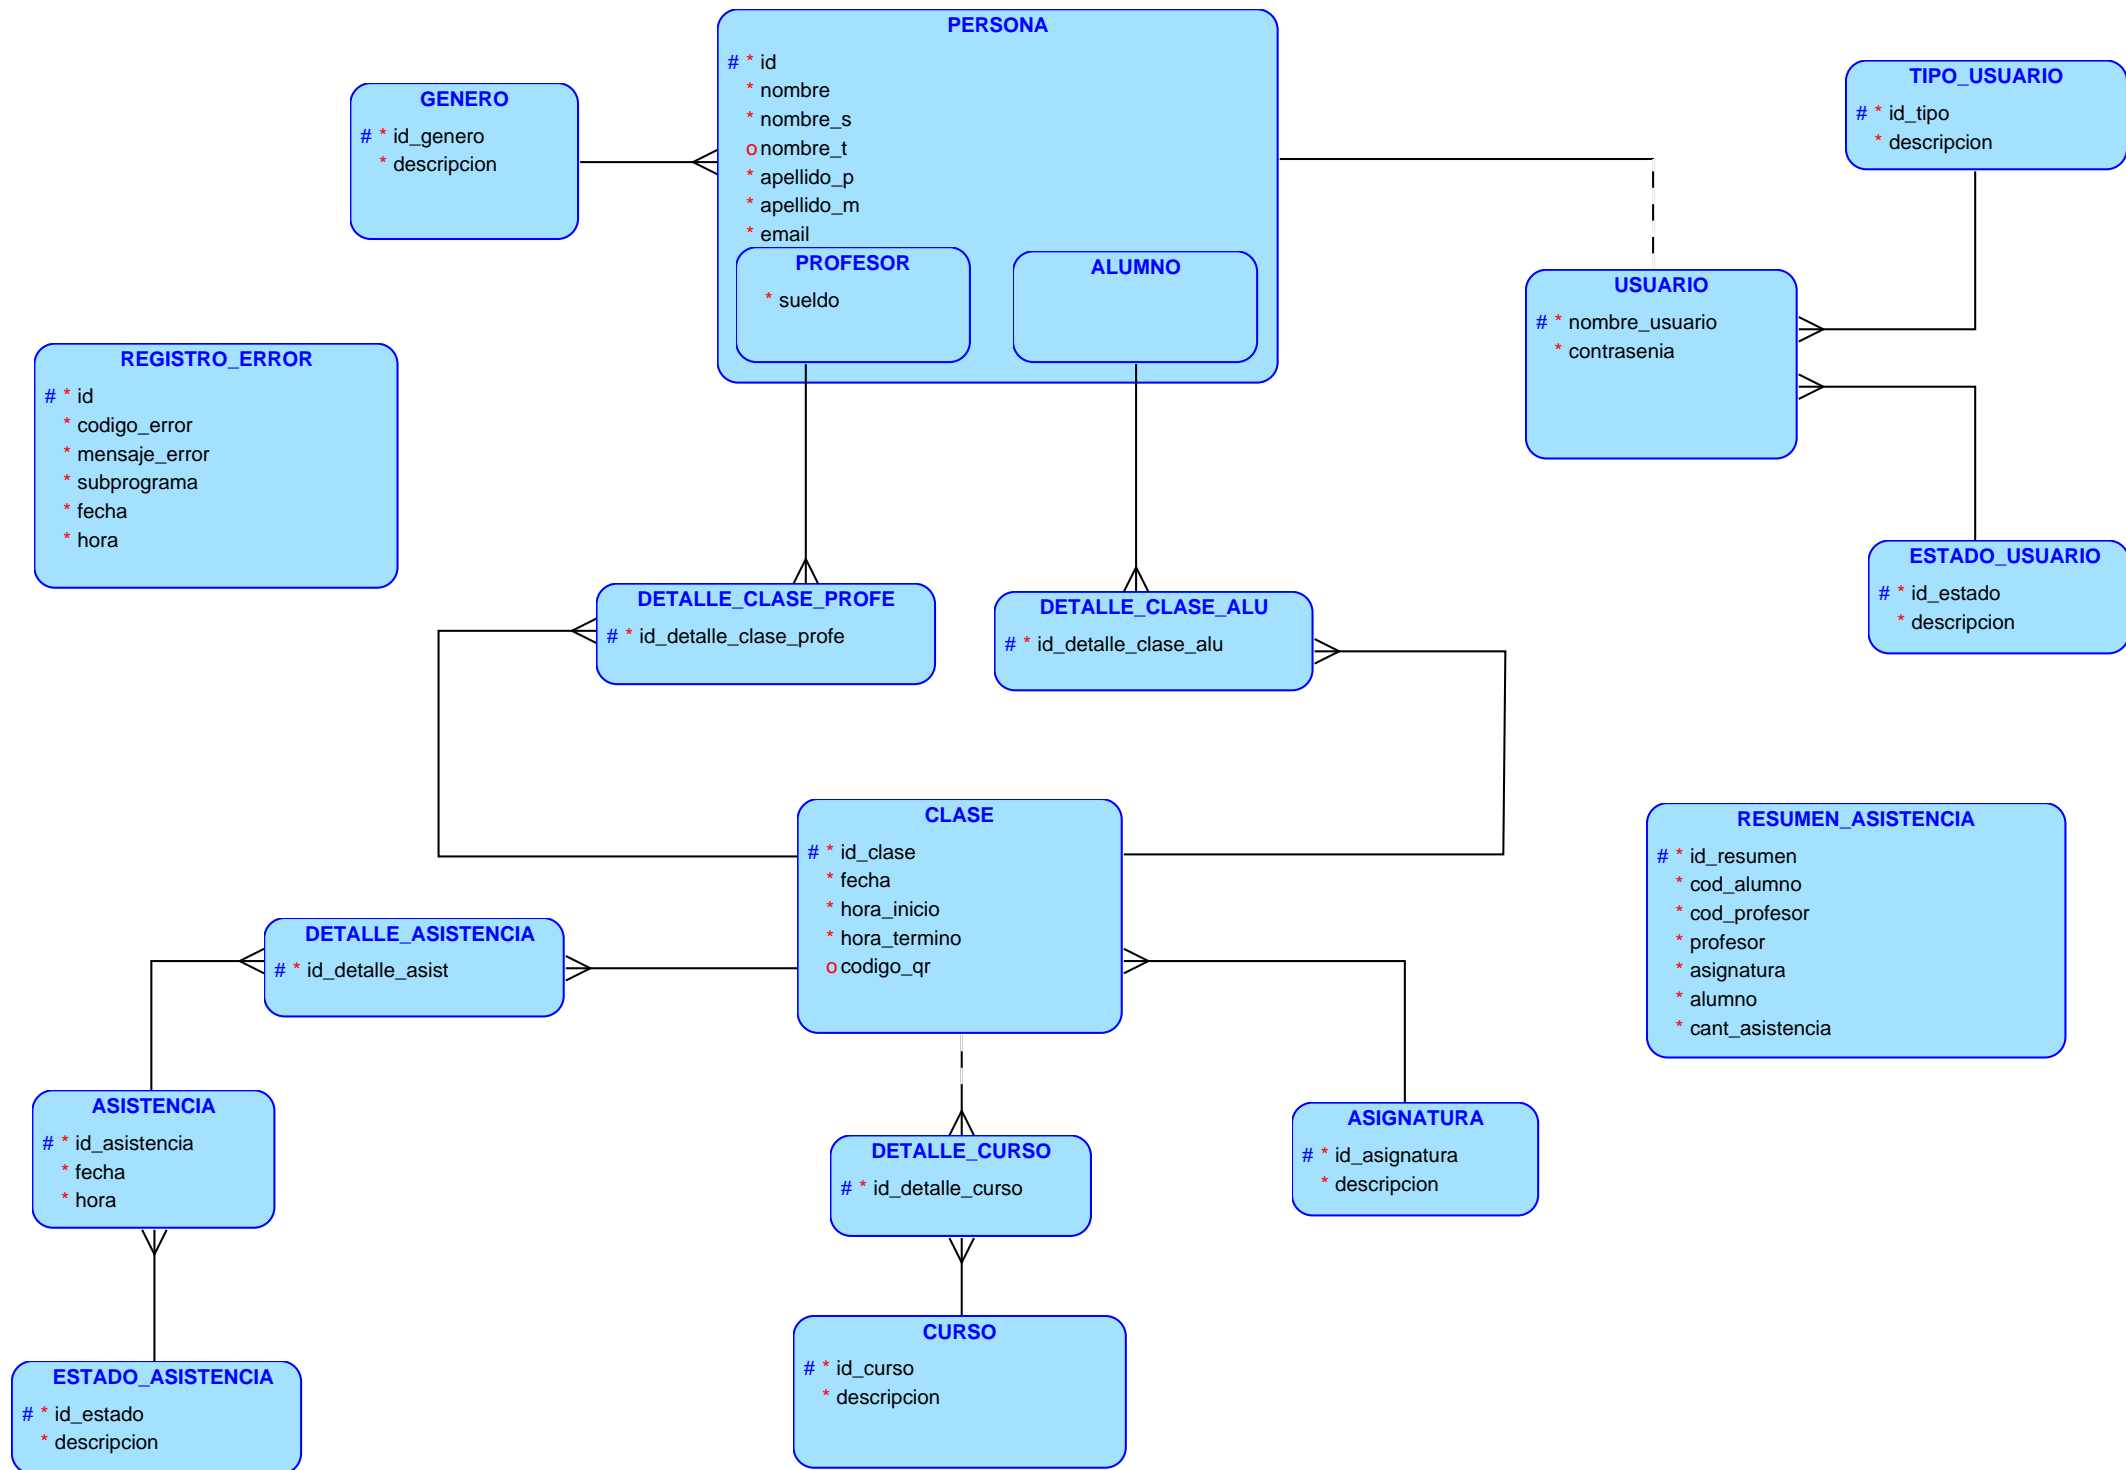 PERSONA
# * id
* nombre
* nombre_s
o nombre_t
* apellido_p
* apellido_m
* email
PROFESOR
* sueldo
ALUMNO
GENERO
# * id_genero
* descripcion
TIPO_USUARIO
# * id_tipo
* descripcion
USUARIO
# * nombre_usuario
* contrasenia
REGISTRO_ERROR
# * id
* codigo_error
* mensaje_error
* subprograma
* fecha
* hora
ESTADO_USUARIO
# * id_estado
* descripcion
DETALLE_CLASE_PROFE
# * id_detalle_clase_profe
DETALLE_CLASE_ALU
# * id_detalle_clase_alu
CLASE
# * id_clase
* fecha
* hora_inicio
* hora_termino
o codigo_qr
RESUMEN_ASISTENCIA
# * id_resumen
* cod_alumno
* cod_profesor
* profesor
* asignatura
* alumno
* cant_asistencia
DETALLE_ASISTENCIA
# * id_detalle_asist
ASISTENCIA
# * id_asistencia
* fecha
* hora
DETALLE_CURSO
# * id_detalle_curso
ASIGNATURA
# * id_asignatura
* descripcion
CURSO
# * id_curso
* descripcion
ESTADO_ASISTENCIA
# * id_estado
* descripcion